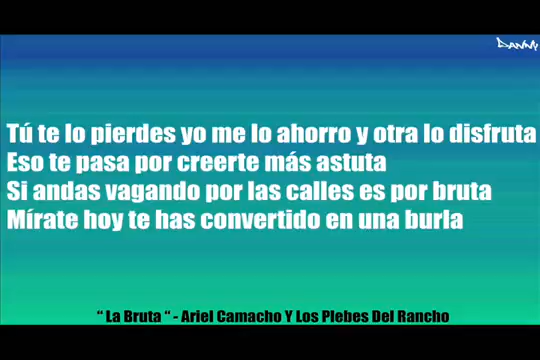 DANNY
Tú te lo pierdes yo me lo ahorro y otra lo disfruta
Eso te pasa por creerte más astuta
Si andas vagando por las calles es por bruta
Mírate hoy te has convertido en una burla
“ La Bruta “ - Ariel Camacho Y Los Plebes Del Rancho